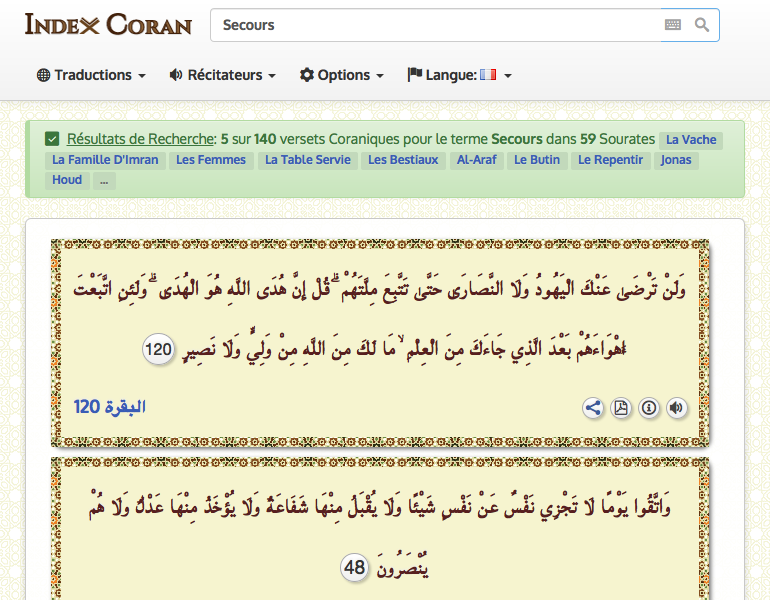 INDEX CORAN
Secours
Traductions Récitateurs Options Langue:
Résultats de Recherche: 5 sur 140 versets Coraniques pour le terme Secours dans 59 Sourates La Vache
La Famille D'Imran Les Femmes La Table Servie Les Bestiaux Al-Araf Le Butin Le Repentir Jonas
Houd ...
وَلَنْ تَرْضَىٰ عَنْكَ الْيَهُودُ وَلَا النَّصَارَىٰ حَتَّىٰ تَتَّبِعَ مِلَّتَهُمْ ۗ قُلْ إِنَّ هُدَى اللَّهِ هُوَ الْهُدَىٰ ۗ وَلَئِنِ اتَّبَعْتَ
أَهْوَاءَهُمْ بَعْدَ الَّذِي جَاءَكَ مِنَ الْعِلْمِ ۙ مَا لَكَ مِنَ اللَّهِ مِنْ وَلِيٍّ وَلَا نَصِيرٍ 120
البقرة 120
وَاتَّقُوا يَوْمًا لَا تَجْزِي نَفْسٌ عَنْ نَفْسٍ شَيْئًا وَلَا يُقْبَلُ مِنْهَا شَفَاعَةٌ وَلَا يُؤْخَذُ مِنْهَا عَدْلٌ وَلَا هُمْ
يُنْصَرُونَ 48